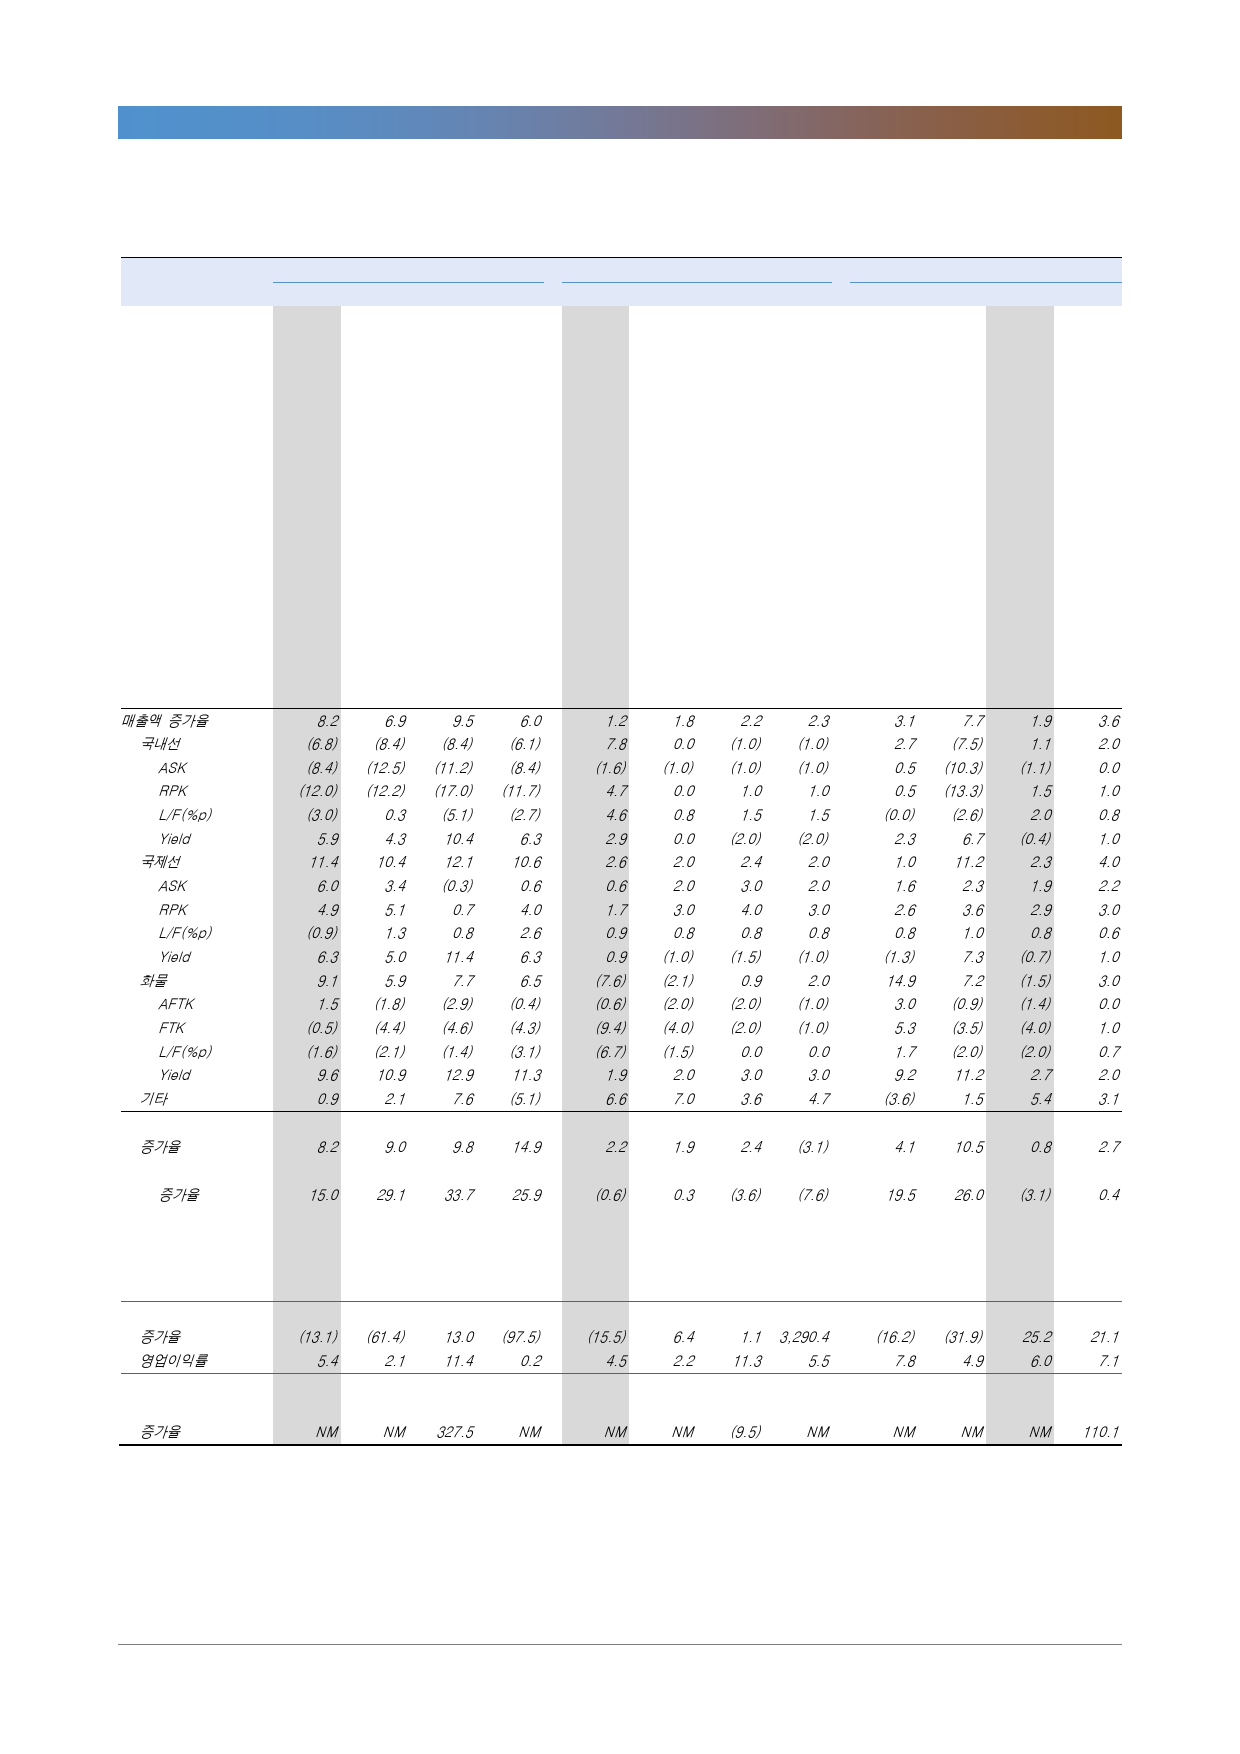 매출액 증가율 8.2 6.9 9.5 6.0 1.2 1.8 2.2 2.3 3.1 7.7 1.9 3.6
국내선 (6.8) (8.4) (8.4) (6.1) 7.8 0.0 (1.0) (1.0) 2.7 (7.5) 1.1 2.0
ASK (8.4) (12.5) (11.2) (8.4) (1.6) (1.0) (1.0) (1.0) 0.5 (10.3) (1.1) 0.0
RPK (12.0) (12.2) (17.0) (11.7) 4.7 0.0 1.0 1.0 0.5 (13.3) 1.5 1.0
L/F(%p) (3.0) 0.3 (5.1) (2.7) 4.6 0.8 1.5 1.5 (0.0) (2.6) 2.0 0.8
Yield 5.9 4.3 10.4 6.3 2.9 0.0 (2.0) (2.0) 2.3 6.7 (0.4) 1.0
국제선 11.4 10.4 12.1 10.6 2.6 2.0 2.4 2.0 1.0 11.2 2.3 4.0
ASK 6.0 3.4 (0.3) 0.6 0.6 2.0 3.0 2.0 1.6 2.3 1.9 2.2
RPK 4.9 5.1 0.7 4.0 1.7 3.0 4.0 3.0 2.6 3.6 2.9 3.0
L/F(%p) (0.9) 1.3 0.8 2.6 0.9 0.8 0.8 0.8 0.8 1.0 0.8 0.6
Yield 6.3 5.0 11.4 6.3 0.9 (1.0) (1.5) (1.0) (1.3) 7.3 (0.7) 1.0
화물 9.1 5.9 7.7 6.5 (7.6) (2.1) 0.9 2.0 14.9 7.2 (1.5) 3.0
AFTK 1.5 (1.8) (2.9) (0.4) (0.6) (2.0) (2.0) (1.0) 3.0 (0.9) (1.4) 0.0
FTK (0.5) (4.4) (4.6) (4.3) (9.4) (4.0) (2.0) (1.0) 5.3 (3.5) (4.0) 1.0
L/F(%p) (1.6) (2.1) (1.4) (3.1) (6.7) (1.5) 0.0 0.0 1.7 (2.0) (2.0) 0.7
Yield 9.6 10.9 12.9 11.3 1.9 2.0 3.0 3.0 9.2 11.2 2.7 2.0
기타 0.9 2.1 7.6 (5.1) 6.6 7.0 3.6 4.7 (3.6) 1.5 5.4 3.1
증가율 8.2 9.0 9.8 14.9 2.2 1.9 2.4 (3.1) 4.1 10.5 0.8 2.7
증가율 15.0 29.1 33.7 25.9 (0.6) 0.3 (3.6) (7.6) 19.5 26.0 (3.1) 0.4
증가율 (13.1) (61.4) 13.0 (97.5) (15.5) 6.4 1.1 3,290.4 (16.2) (31.9) 25.2 21.1
영업이익률 5.4 2.1 11.4 0.2 4.5 2.2 11.3 5.5 7.8 4.9 6.0 7.1
증가율 NM NM 327.5 NM NM NM (9.5) NM NM NM NM 110.1